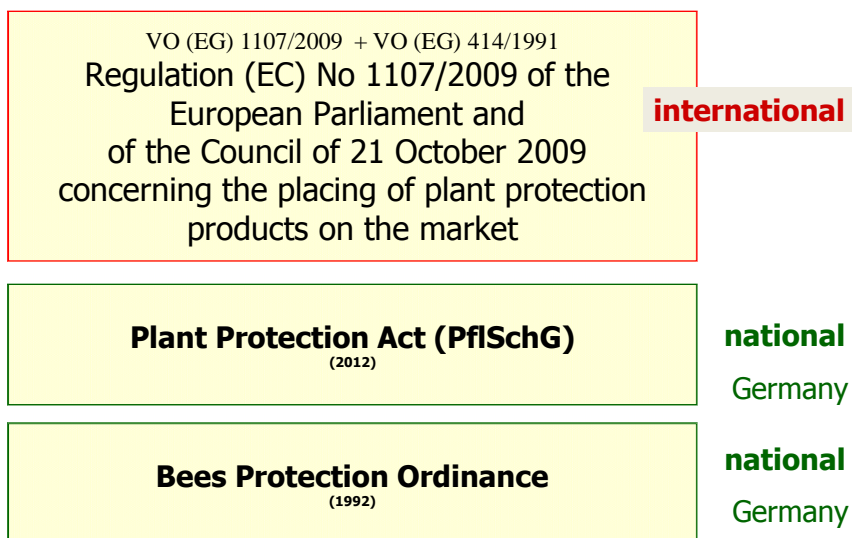 VO (EG) 1107/2009 + VO (EG) 414/1991
Regulation (EC) No 1107/2009 of the
European Parliament and
of the Council of 21 October 2009
concerning the placing of plant protection
products on the market
international
Plant Protection Act (PflSchG)
(2012)
national
Germany
Bees Protection Ordinance
(1992)
national
Germany